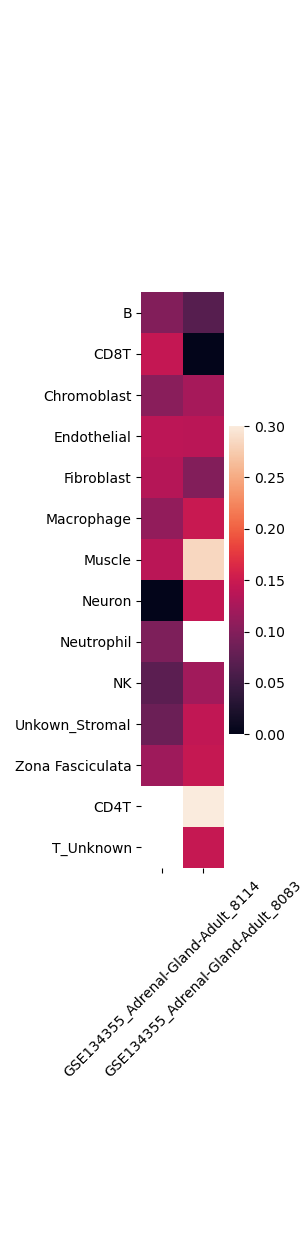 B
CD8T
Chromoblast
Endothelial
Fibroblast
Macrophage
Muscle
Neuron
Neutrophil
NK
Unkown_Stromal
Zona Fasciculata
CD4T
T_Unknown
0.30
0.25
0.20
0.15
0.10
0.05
0.00
GSE134355_Adrenal-Gland-Adult_8114
GSE134355_Adrenal-Gland-Adult_8083